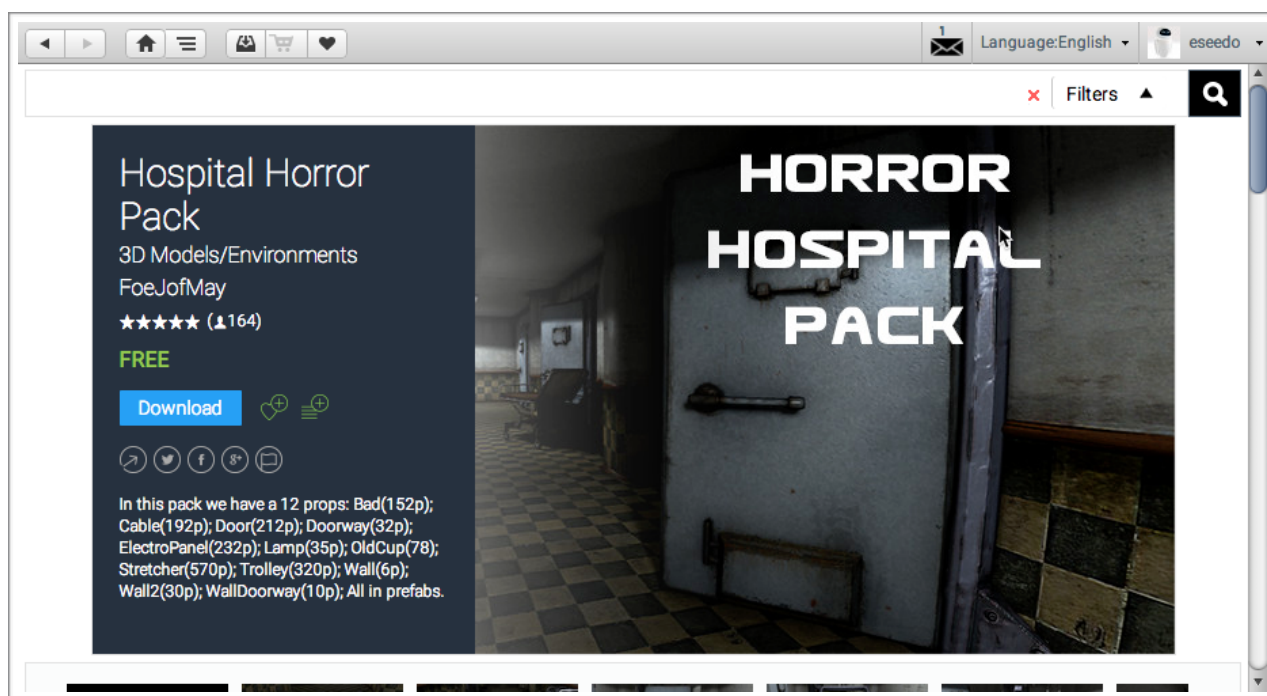 1
Language:English
eseedo
Filters
Hospital Horror
Pack
3D Models/Environments
FoeJofMay
★★★★★ (164)
FREE
Download
In this pack we have a 12 props: Bad(152p);
Cable(192p); Door(212p); Doorway(32p);
ElectroPanel(232p); Lamp(35p); OldCup(78);
Stretcher(570p); Trolley(320p); Wall(6p);
Wall2(30p); WallDoorway(10p); All in prefabs.
HORROR
HOSPITAL
PACK